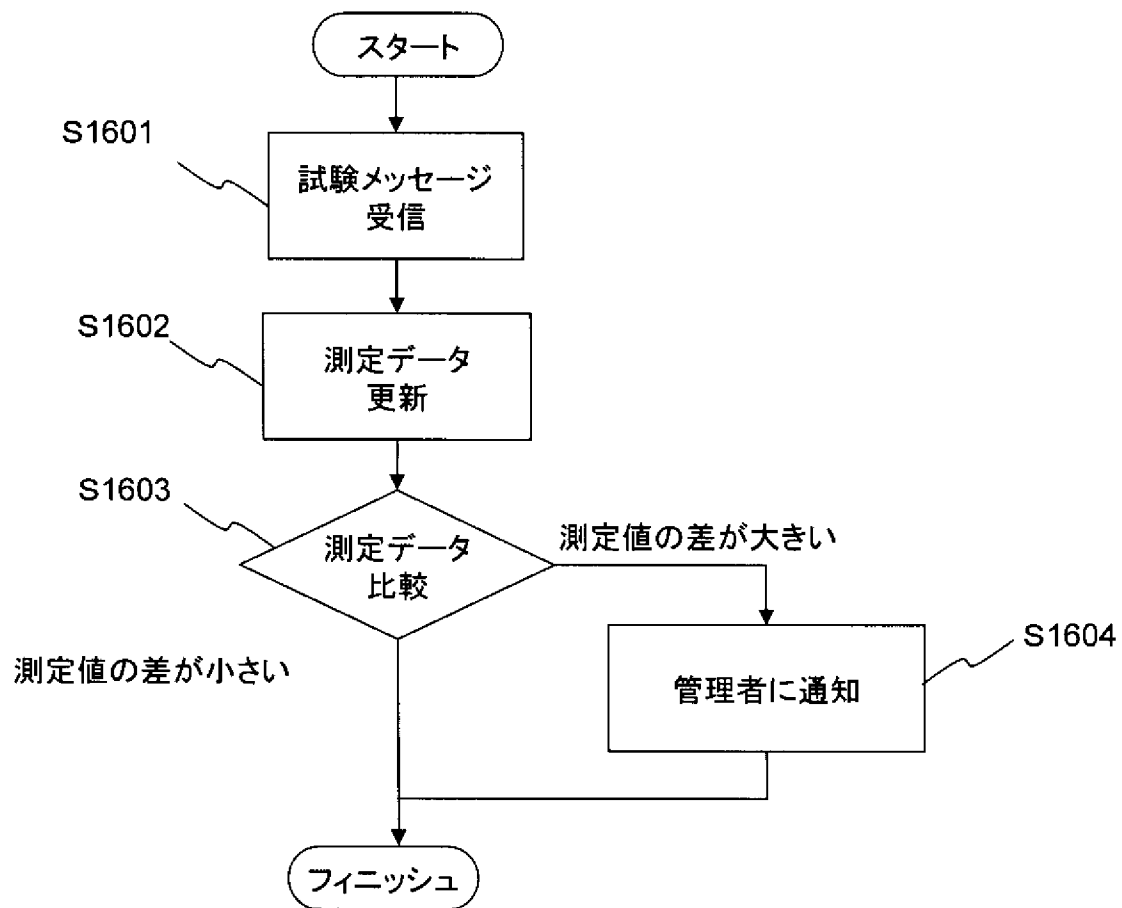 スタート
S1601
試験メッセージ
受信
S1602
測定データ
更新
S1603
測定データ
比較
測定値の差が大きい
測定値の差が小さい
S1604
管理者に通知
フィニッシュ